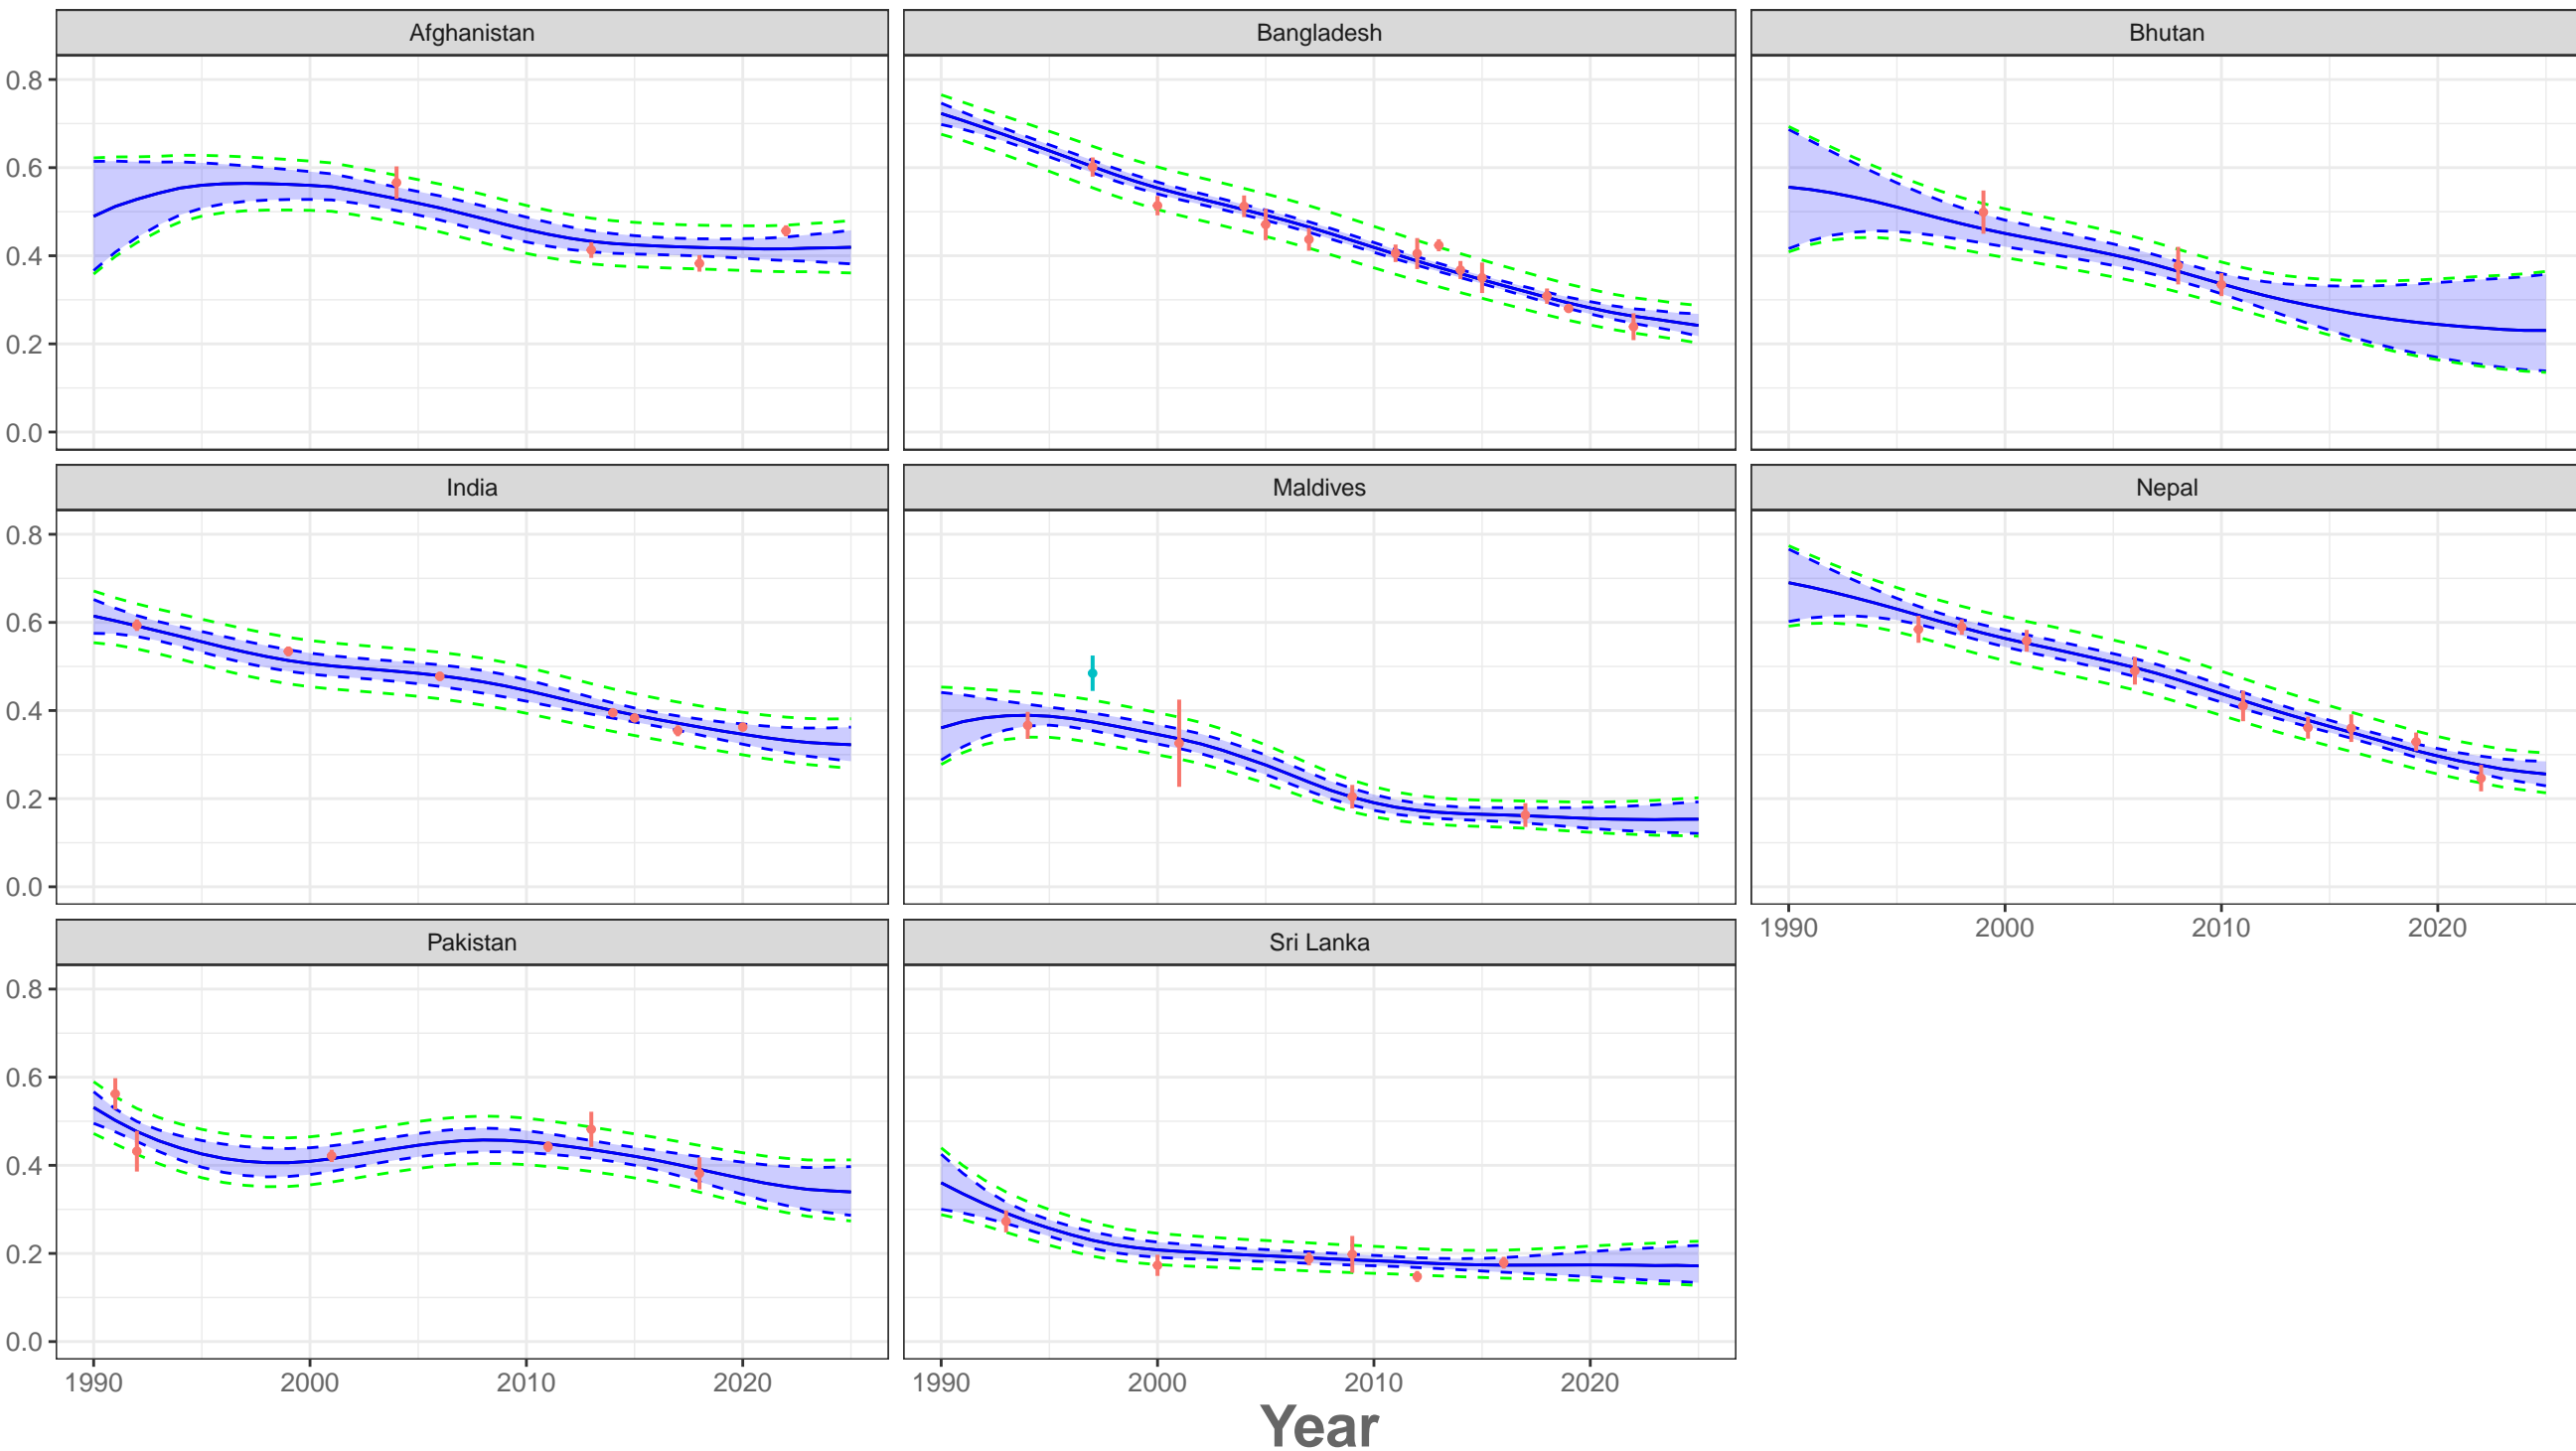 Afghanistan Bangladesh Bhutan
0.8
0.6
0.4
0.2
0.0
India Maldives Nepal
0.8
0.6
0.4
0.2
0.0
1990 2000 2010 2020
Pakistan Sri Lanka
0.8
0.6
0.4
0.2
0.0
1990 2000 2010 2020 1990 2000 2010 2020
Year